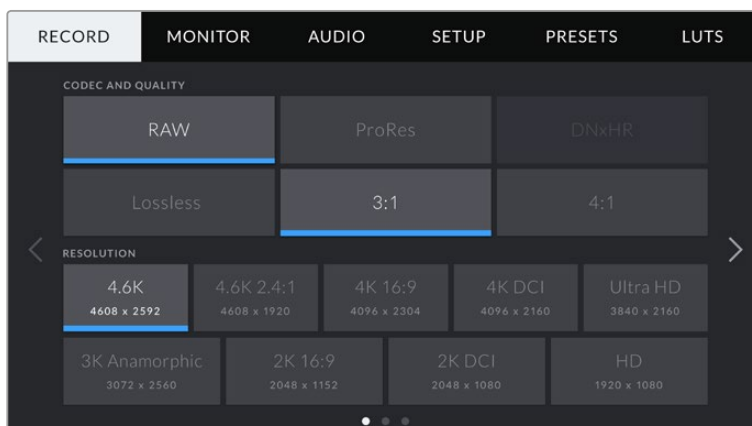 RECORD MONITOR AUDIO SETUP PRESETS LUTS
CODEC AND QUALITY
RAW ProRes DNxHR
Lossless 3:1 4:1
RESOLUTION
4.6K 4.6K 2.4:1 4K 16:9 4K DCI Ultra HD
4608 x 2592 4608 x 1920 4096 x 2304 4096 x 2160 3840 x 2160
3K Anamorphic 2K 16:9 2K DCI HD
3072 x 2560 2048 x 1152 2048 x 1080 1920 x 1080